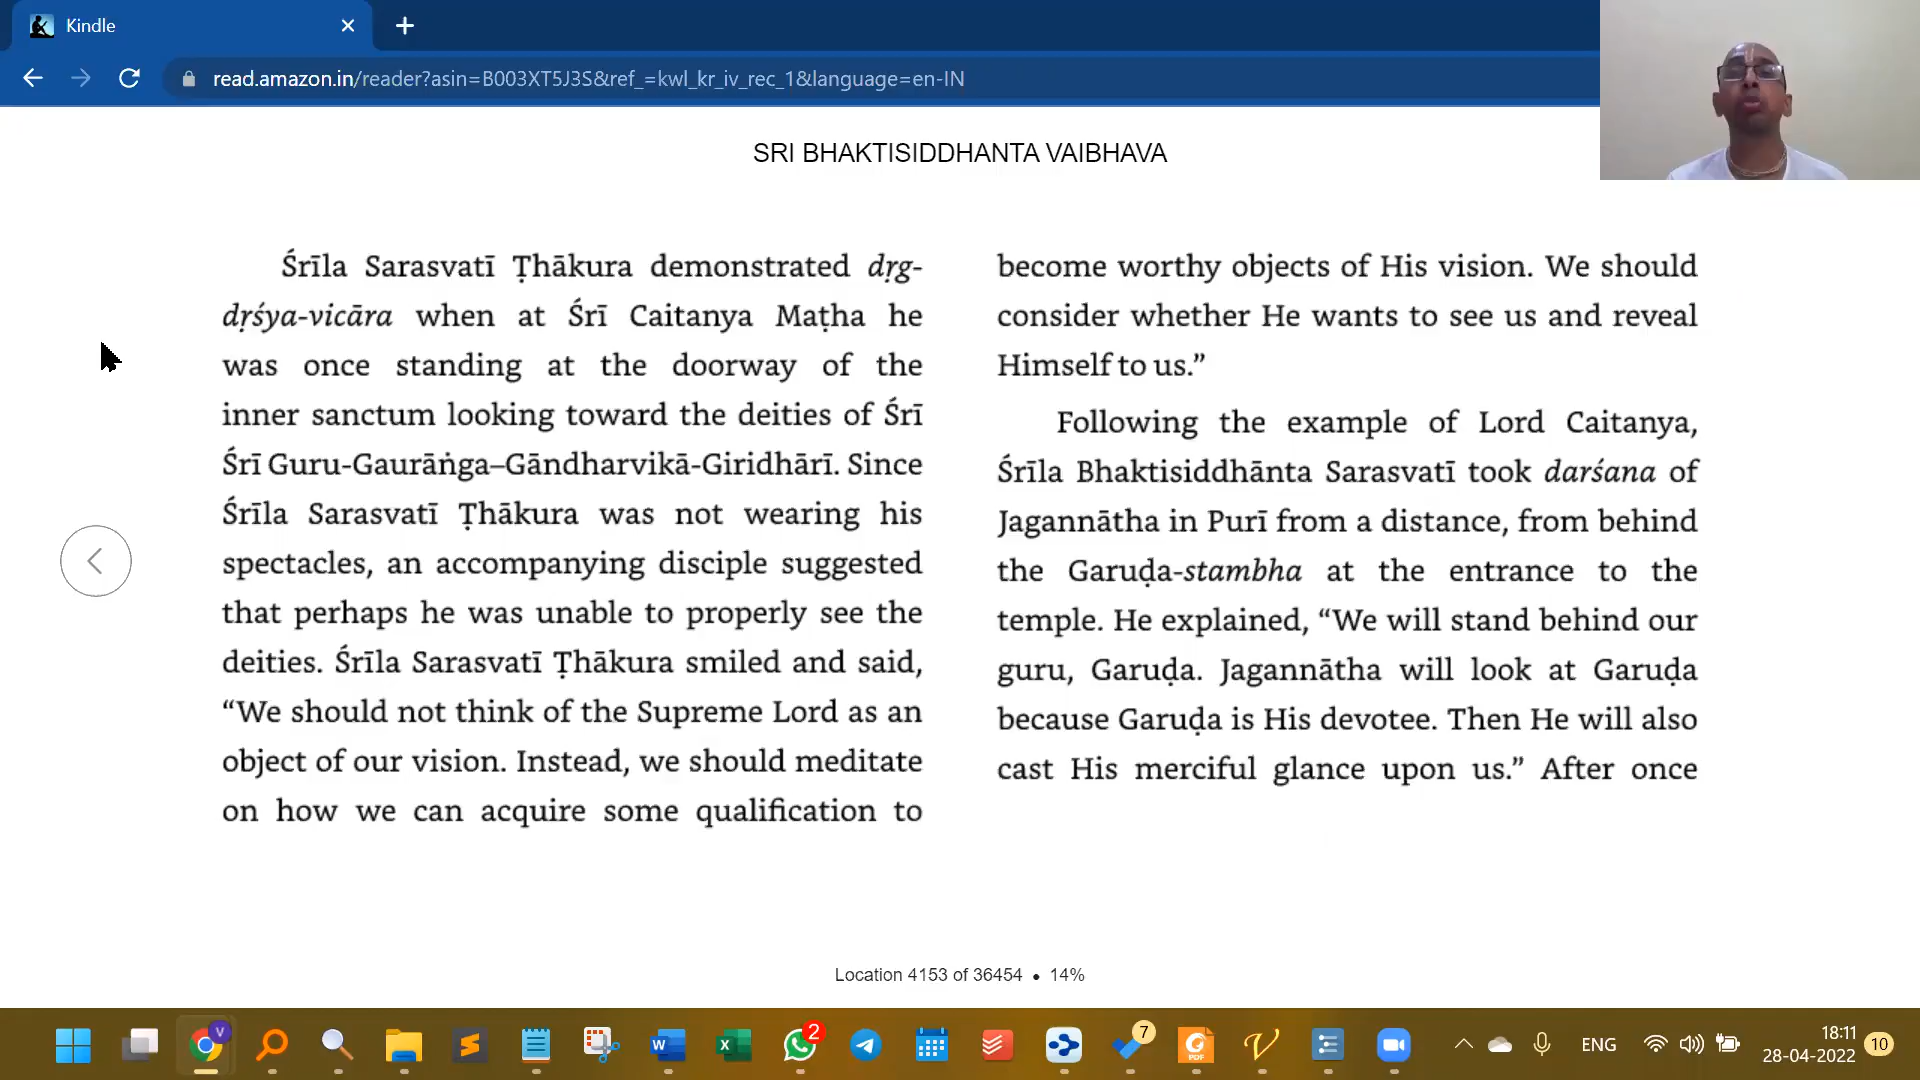 Kindle
read.amazon.in/reader?asin=B003XT5J3S&ref_=kwl_kr_iv_rec_1&language=en-IN
SRI BHAKTISIDDHANTA VAIBHAVA
Śrīla Sarasvatī Ṭhākura demonstrated dṛg-
dṛśya-vicāra when at Śrī Caitanya Maṭha he
was once standing at the doorway of the
inner sanctum looking toward the deities of Śrī
Śrī Guru-Gaurāṅga–Gāndharvikā-Giridhārī. Since
Śrīla Sarasvatī Ṭhākura was not wearing his
spectacles, an accompanying disciple suggested
that perhaps he was unable to properly see the
deities. Śrīla Sarasvatī Ṭhākura smiled and said,
“We should not think of the Supreme Lord as an
object of our vision. Instead, we should meditate
on how we can acquire some qualification to
become worthy objects of His vision. We should
consider whether He wants to see us and reveal
Himself to us.”
Following the example of Lord Caitanya,
Śrīla Bhaktisiddhānta Sarasvatī took darśana of
Jagannātha in Purī from a distance, from behind
the Garuḍa-stambha at the entrance to the
temple. He explained, “We will stand behind our
guru, Garuḍa. Jagannātha will look at Garuḍa
because Garuḍa is His devotee. Then He will also
cast His merciful glance upon us.” After once
Location 4153 of 36454 • 14%
V
W
X
2
7
PDF
V
ENG
18:11
28-04-2022
10